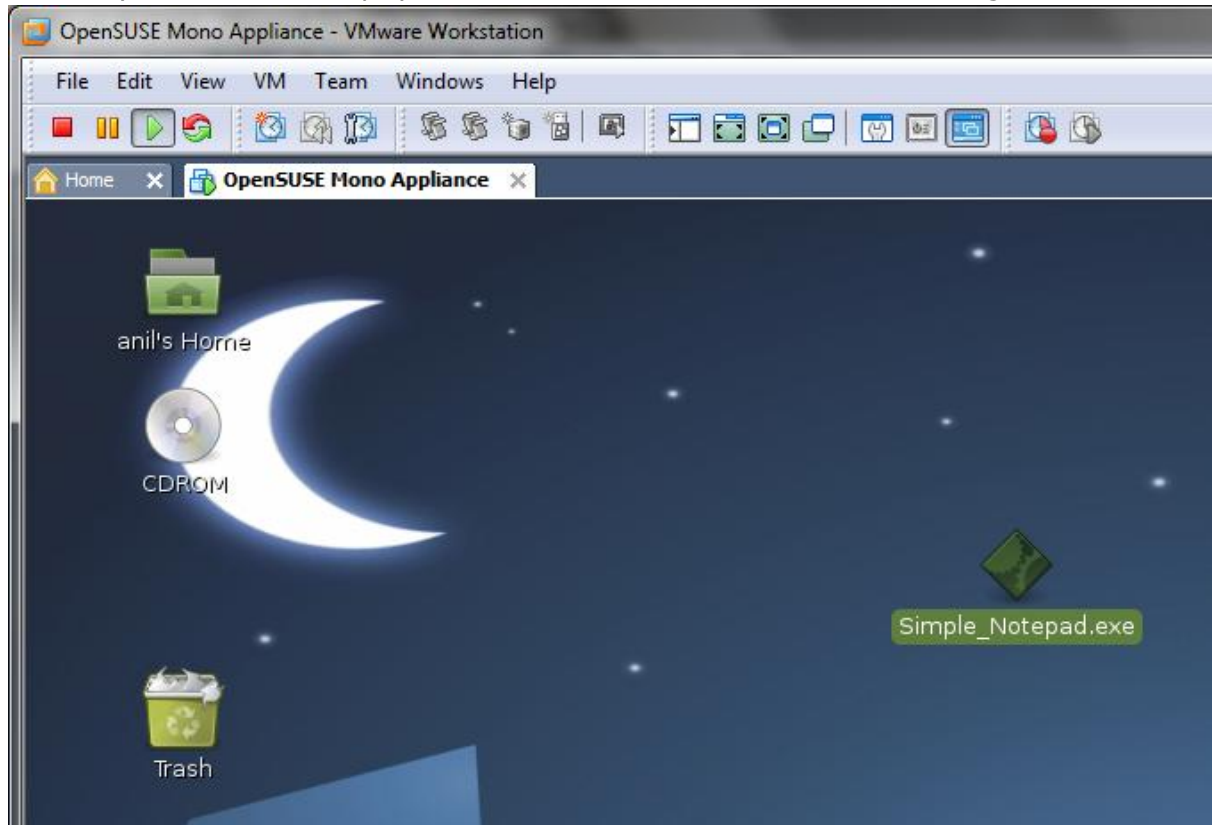 OpenSUSE Mono Appliance - VMware Workstation
File Edit View VM Team Windows Help
Home OpenSUSE Mono Appliance
anil's Home
CDROM
Simple_Notepad.exe
Trash